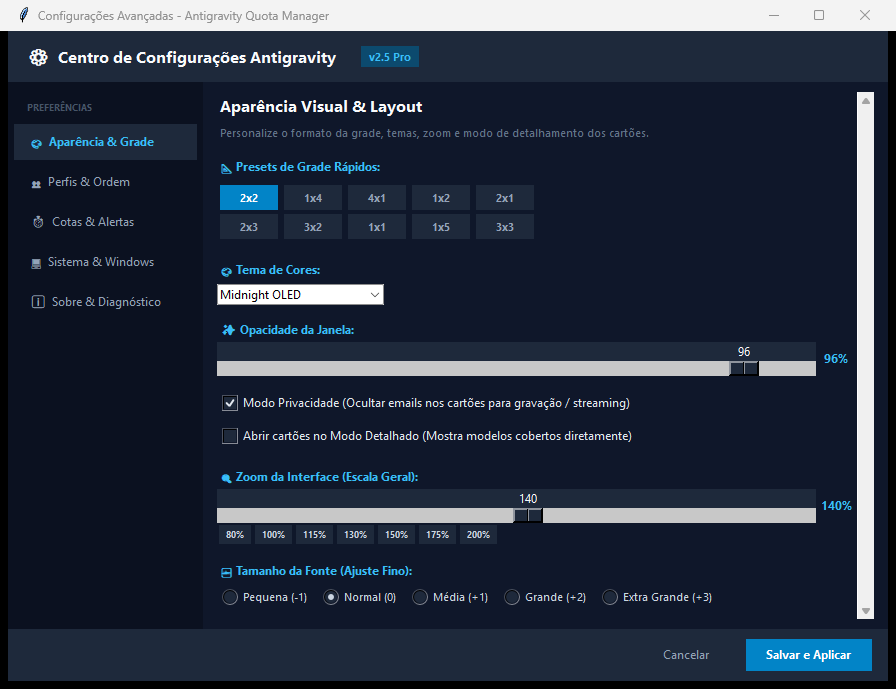 Configurações Avançadas - Antigravity Quota Manager
Centro de Configurações Antigravity
v2.5 Pro
PREFERÊNCIAS
Aparência & Grade
Perfis & Ordem
Cotas & Alertas
Sistema & Windows
Sobre & Diagnóstico
Aparência Visual & Layout
Personalize o formato da grade, temas, zoom e modo de detalhamento dos cartões.
Presets de Grade Rápidos:
2x2 1x4 4x1 1x2 2x1
2x3 3x2 1x1 1x5 3x3
Tema de Cores:
Midnight OLED
Opacidade da Janela:
96
96%
Modo Privacidade (Ocultar emails nos cartões para gravação / streaming)
Abrir cartões no Modo Detalhado (Mostra modelos cobertos diretamente)
Zoom da Interface (Escala Geral):
140
140%
80% 100% 115% 130% 150% 175% 200%
Tamanho da Fonte (Ajuste Fino):
Pequena (-1) Normal (0) Média (+1) Grande (+2) Extra Grande (+3)
Cancelar
Salvar e Aplicar